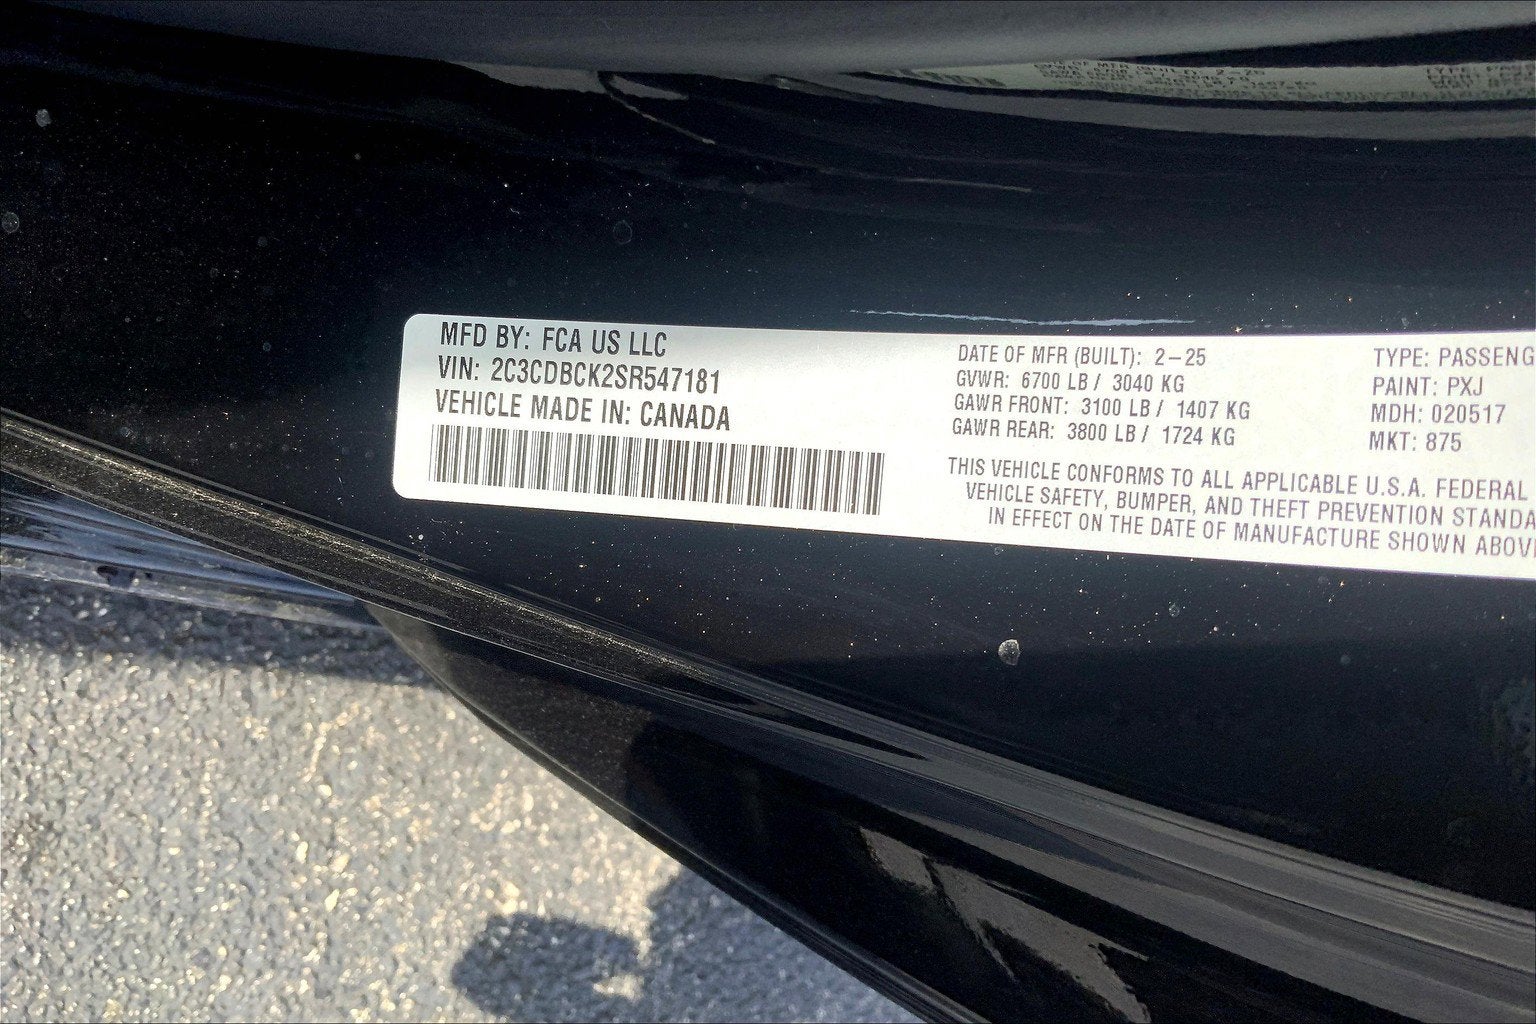 MFD BY: FCA US LLC
VIN: 2C3CDBCK2SR547181
VEHICLE MADE IN: CANADA
DATE OF MFR (BUILT): 2-25
GVWR: 6700 LB / 3040 KG
GAWR FRONT: 3100 LB / 1407 KG
GAWR REAR: 3800 LB / 1724 KG
TYPE: PASSENG
PAINT: PXJ
MDH: 020517
MKT: 875
THIS VEHICLE CONFORMS TO ALL APPLICABLE U.S.A. FEDERAL
VEHICLE SAFETY, BUMPER, AND THEFT PREVENTION STANDA
IN EFFECT ON THE DATE OF MANUFACTURE SHOWN ABOV